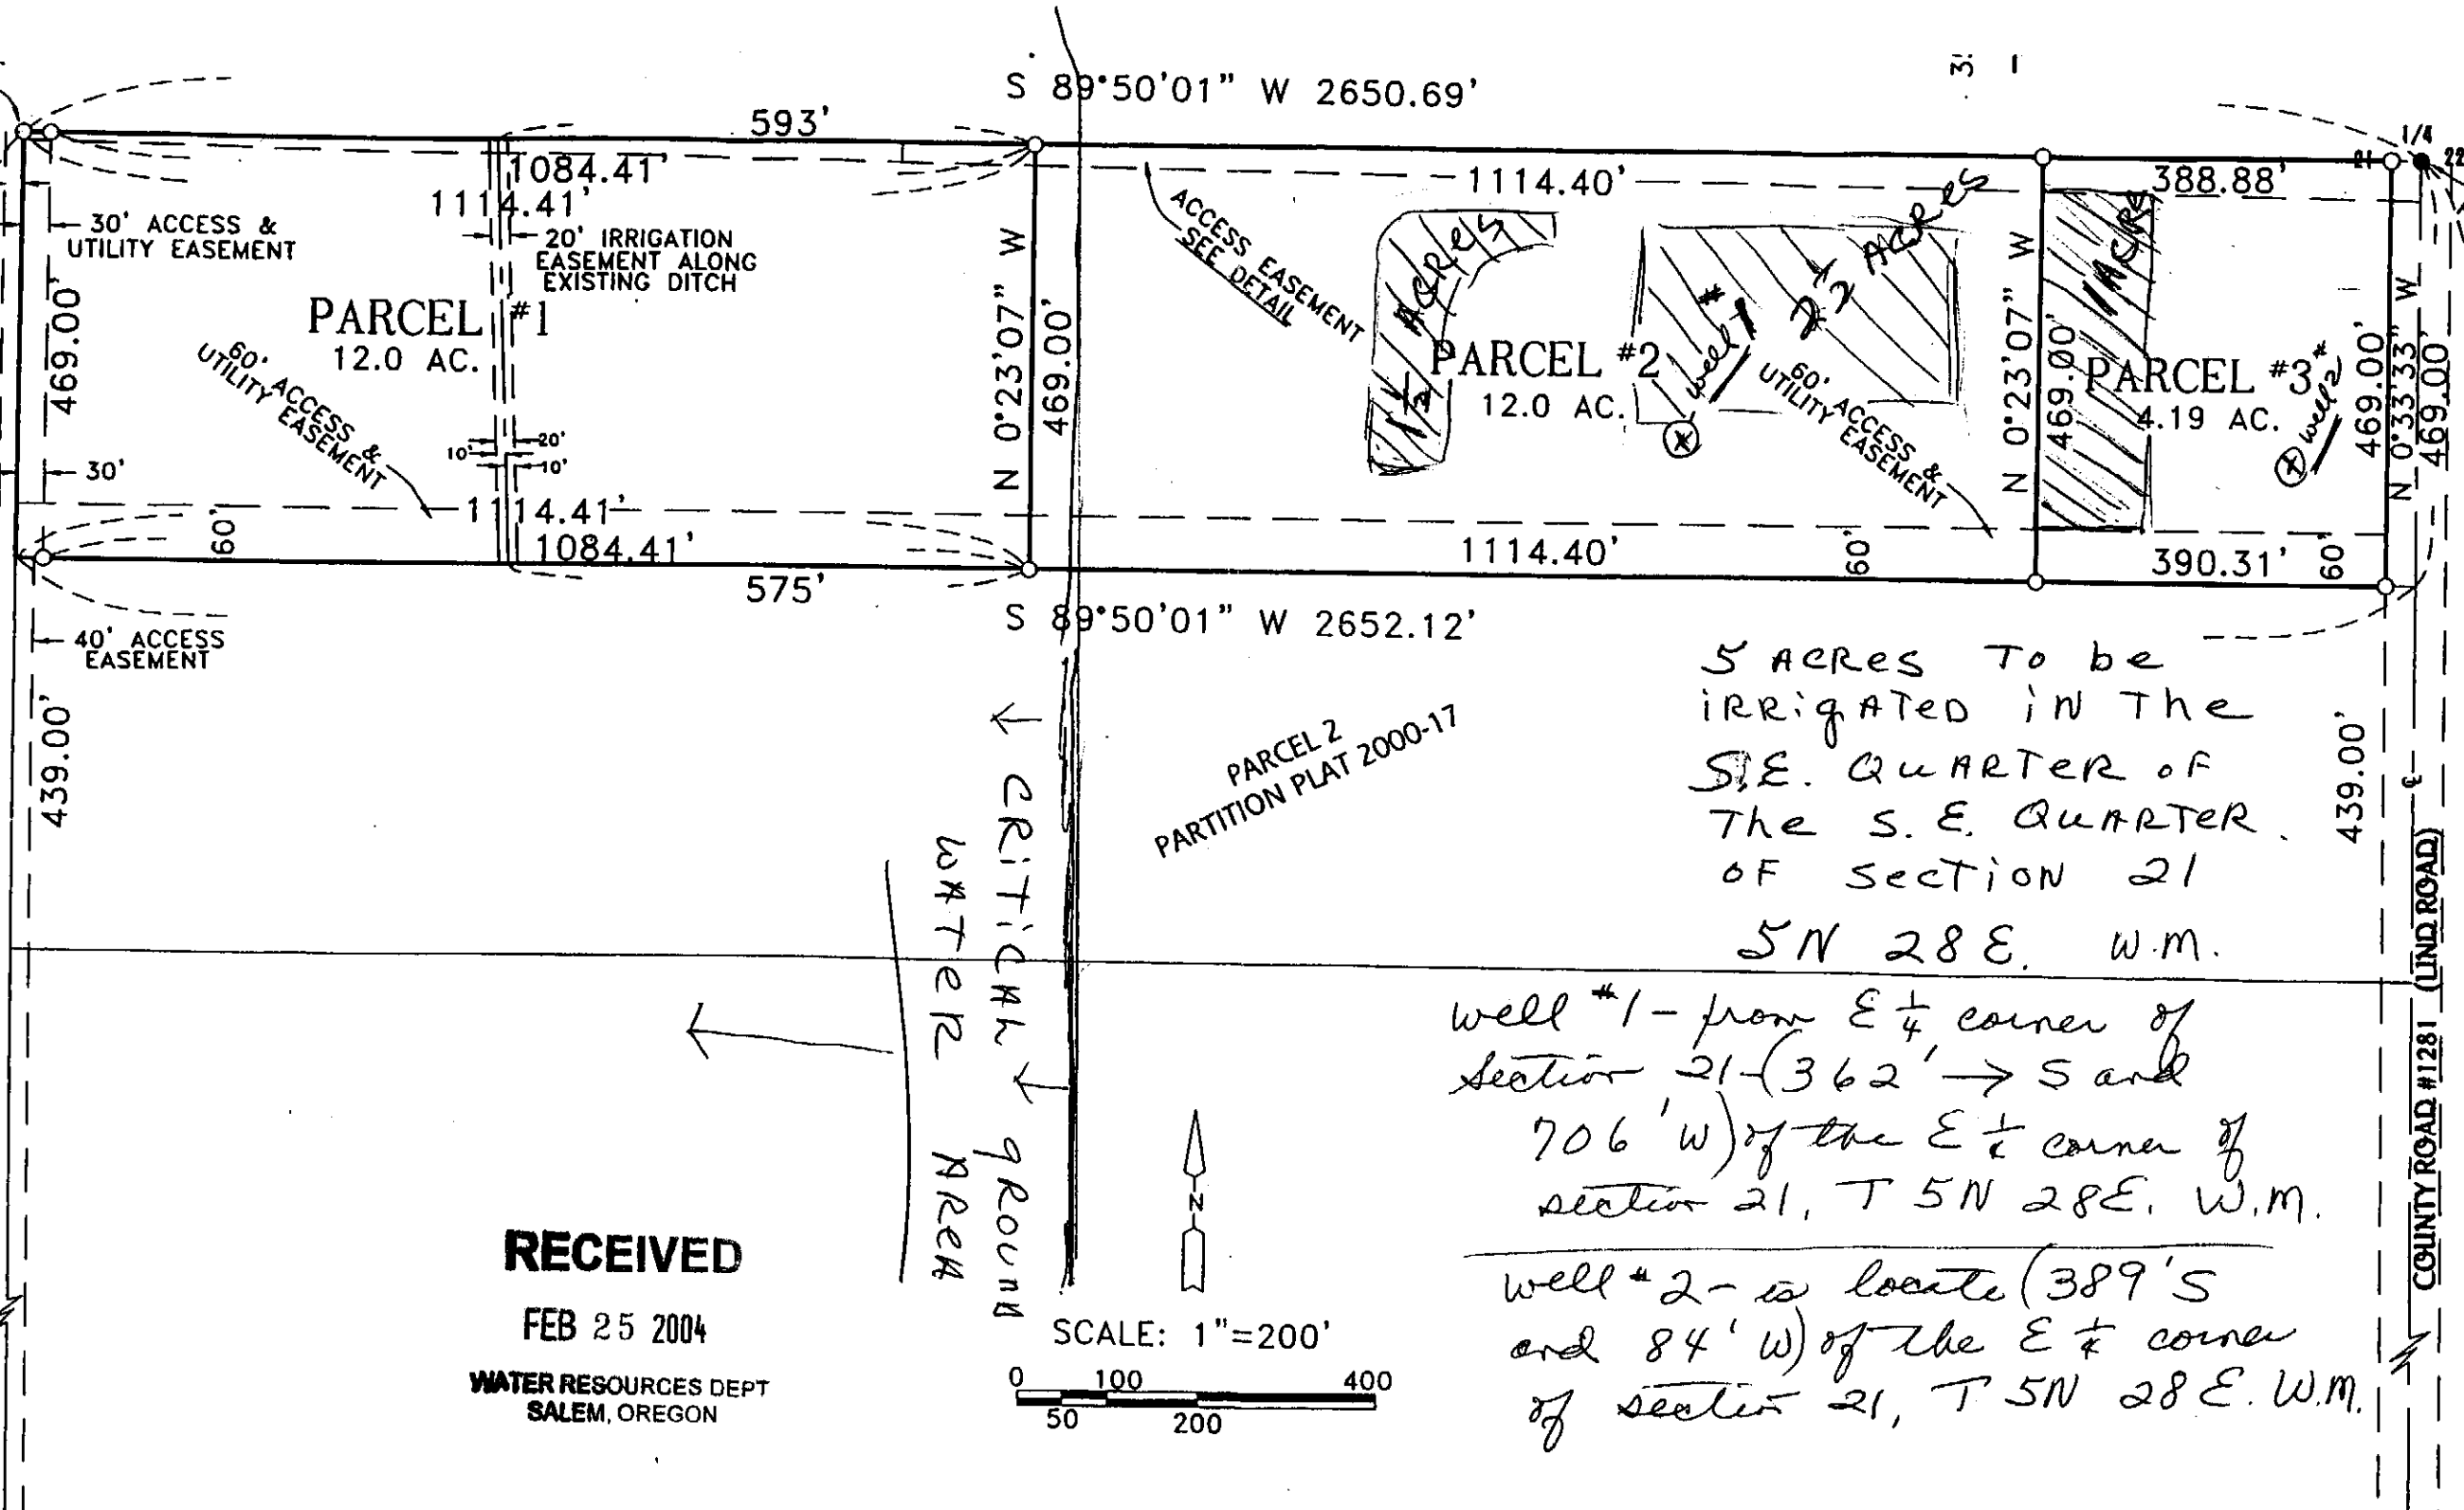 S 89°50'01" W 2650.69'
593'
1084.41'
1114.41'
1114.40'
388.88'
1/4
21
22
30' ACCESS &
UTILITY EASEMENT
20' IRRIGATION
EASEMENT ALONG
EXISTING DITCH
469.00'
PARCEL #1
12.0 AC.
60' ACCESS &
UTILITY EASEMENT
10'
20'
10'
30'
60'
1114.41'
1084.41'
575'
N 0°23'07" W
469.00'
ACCESS EASEMENT
SEE DETAIL
1½ ACRES
PARCEL #2
12.0 AC.
well #1
2½ ACRES
60' ACCESS &
UTILITY EASEMENT
1114.40'
60'
N 0°23'07" W
469.00'
1 ACRE
PARCEL #3
4.19 AC.
well #2
469.00'
N 0°33'33" W
469.00'
390.31'
60'
S 89°50'01" W 2652.12'
40' ACCESS
EASEMENT
439.00'
PARCEL 2
PARTITION PLAT 2000-17
CRITICAL GROUND
WATER AREA
5 ACRES To be
iRRigATeD iN The
S.E. QuARTeR oF
The S. E. QuARTeR.
oF SecTioN 21
5N 28E. W.M.
439.00'
COUNTY ROAD #1281 (LIND ROAD)
well #1 - from E 1/4 corner of
section 21 - (362' → S and
706' W) of the E 1/4 corner of
section 21, T 5N 28E. W.M.
well #2 - is locate (389' S
and 84' W) of the E 1/4 corner
of section 21, T 5N 28E. W.M.
N
SCALE: 1"=200'
0 100 400
50 200
RECEIVED
FEB 25 2004
WATER RESOURCES DEPT
SALEM, OREGON